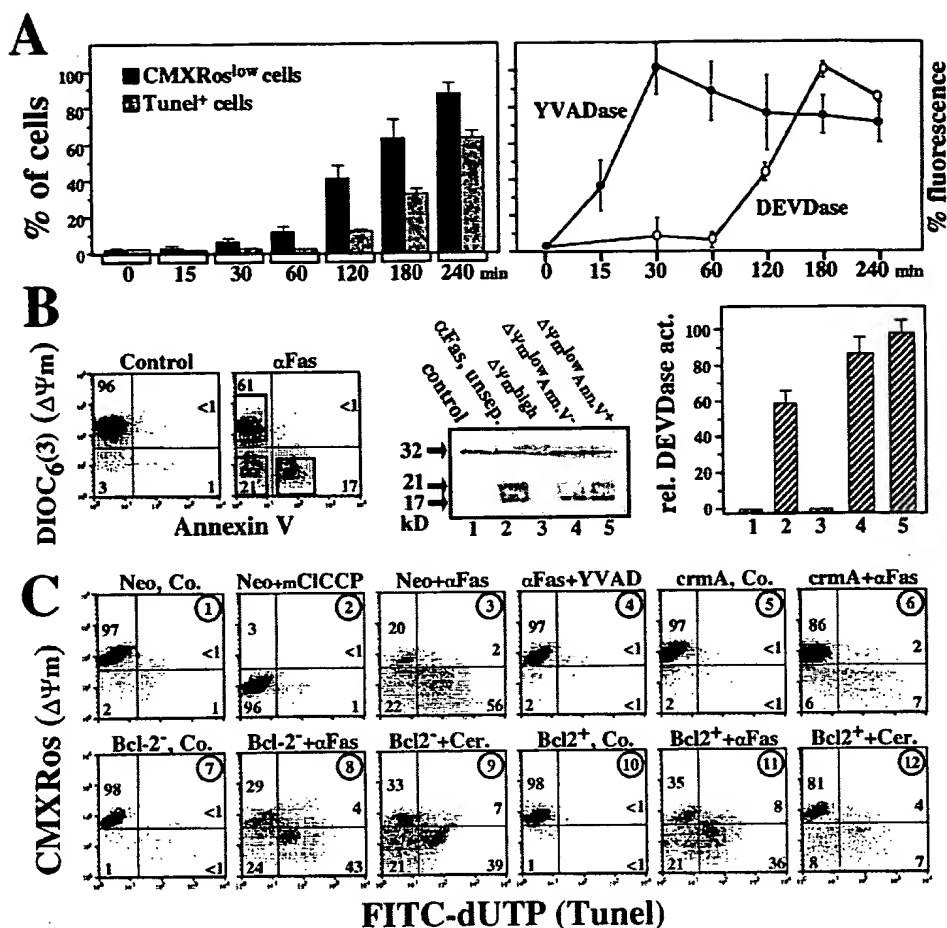 A
% of cells
100
80
60
40
20
0
CMXRos^low cells
Tunel⁺ cells
0 15 30 60 120 180 240 min
YVADase
DEVDase
% fluorescence
0 15 30 60 120 180 240 min
B
DIOC₆(3) (ΔΨm)
Control
96
<1
3
1
αFas
61
<1
21
17
Annexin V
control
αFas, unsep.
ΔΨm^high
ΔΨm^low Ann.V-
ΔΨm^low Ann.V+
32
21
17
kD 1 2 3 4 5
rel. DEVDase act.
100
80
60
40
20
0
1 2 3 4 5
C
CMXRos (ΔΨm)
Neo, Co.
1
97
<1
2
1
Neo+mClCCP
2
3
<1
96
1
Neo+αFas
3
20
2
22
56
αFas+YVAD
4
97
<1
2
<1
crmA, Co.
5
97
<1
2
<1
crmA+αFas
6
86
2
6
7
Bcl-2⁻, Co.
7
98
<1
1
<1
Bcl-2⁻+αFas
8
29
4
24
43
Bcl2⁻+Cer.
9
33
7
21
39
Bcl2⁺, Co.
10
98
<1
1
<1
Bcl2⁺+αFas
11
35
8
21
36
Bcl2⁺+Cer.
12
81
4
8
7
FITC-dUTP (Tunel)